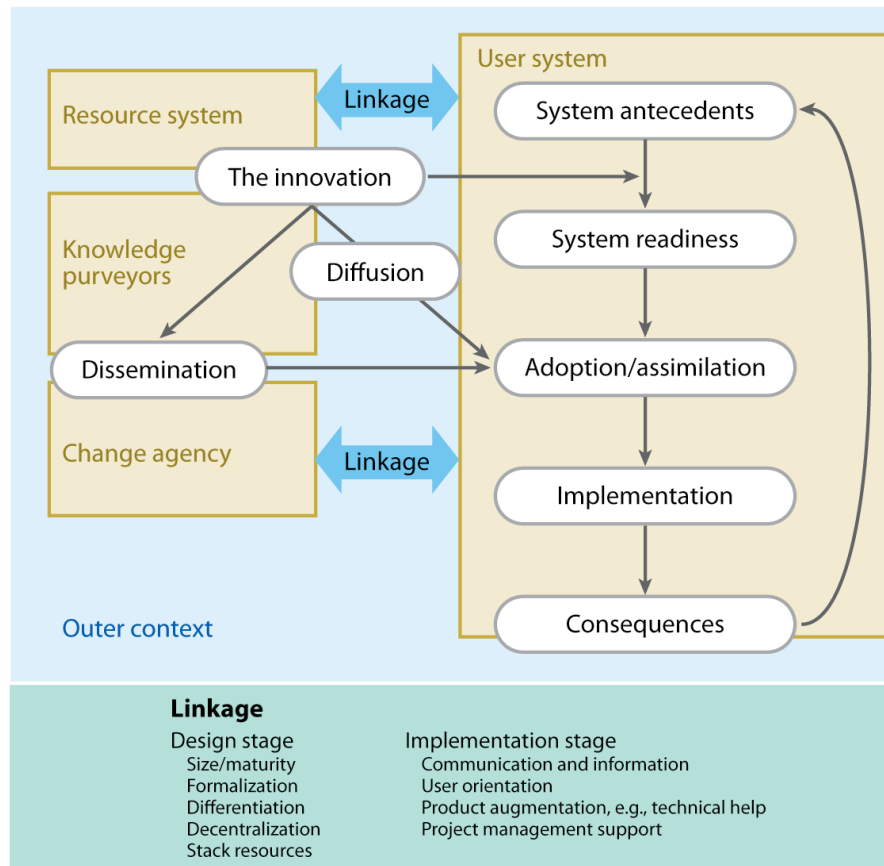 User system
Resource system
Linkage
System antecedents
The innovation
Knowledge
purveyors
Diffusion
System readiness
Dissemination
Adoption/assimilation
Change agency
Linkage
Implementation
Outer context
Consequences
Linkage
Design stage
Size/maturity
Formalization
Differentiation
Decentralization
Stack resources
Implementation stage
Communication and information
User orientation
Product augmentation, e.g., technical help
Project management support